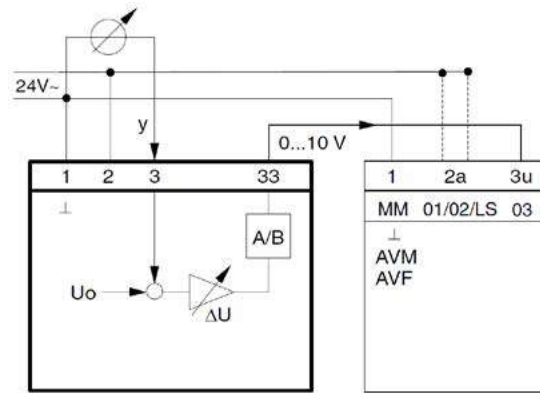 24V~
y
0...10 V
1 2 3 33
1 2a 3u
MM 01/02/LS 03
⊥
⊥
A/B
AVM
AVF
Uo
ΔU